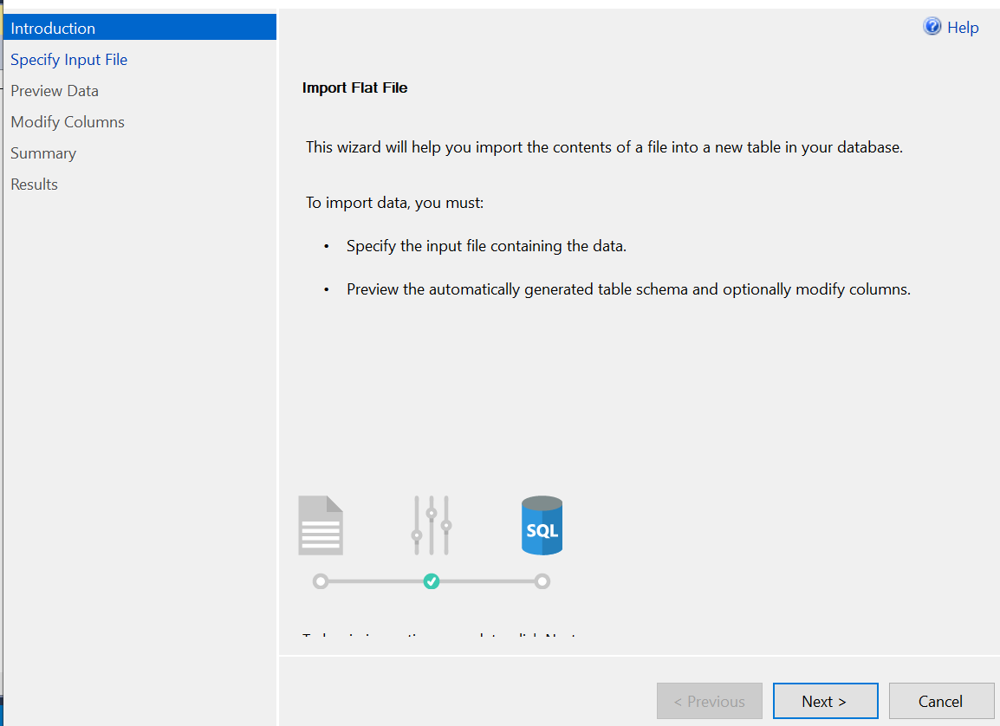 Introduction
Specify Input File
Preview Data
Modify Columns
Summary
Results
Help
Import Flat File
This wizard will help you import the contents of a file into a new table in your database.
To import data, you must:
• Specify the input file containing the data.
• Preview the automatically generated table schema and optionally modify columns.
SQL
< Previous
Next >
Cancel